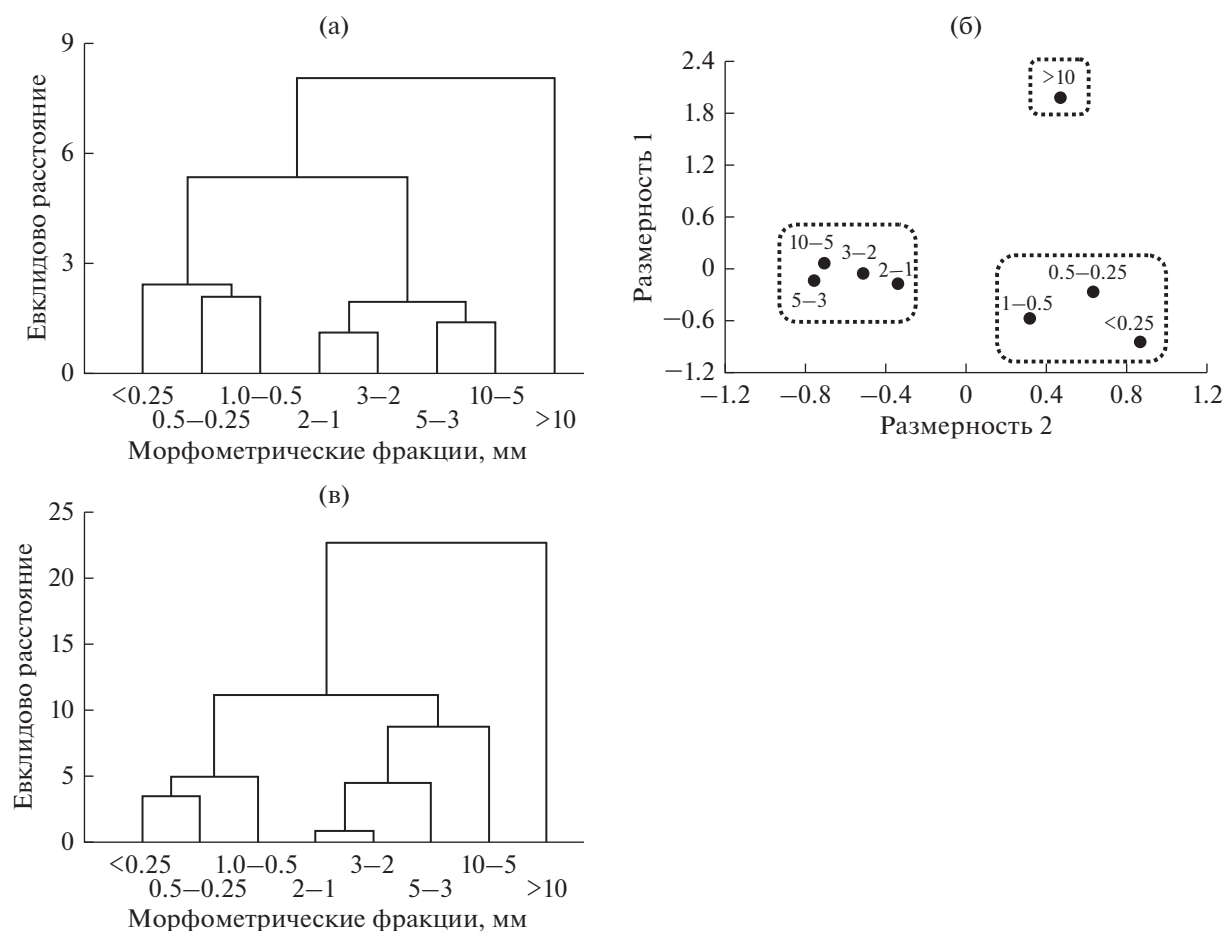 (а)
9
6
3
0
Евклидово расстояние
<0.25 1.0–0.5 3–2 10–5
0.5–0.25 2–1 5–3 >10
Морфометрические фракции, мм
(б)
2.4
1.8
1.2
0.6
0
–0.6
–1.2
Размерность 1
>10
10–5
3–2
2–1
5–3
0.5–0.25
1–0.5
<0.25
–1.2 –0.8 –0.4 0 0.4 0.8 1.2
Размерность 2
(в)
25
20
15
10
5
0
Евклидово расстояние
<0.25 1.0–0.5 3–2 10–5
0.5–0.25 2–1 5–3 >10
Морфометрические фракции, мм